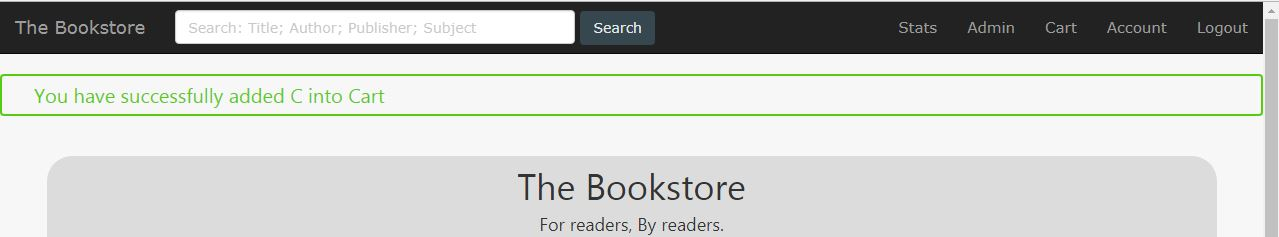 The Bookstore Search: Title; Author; Publisher; Subject Search Stats Admin Cart Account Logout
You have successfully added C into Cart
The Bookstore
For readers, By readers.